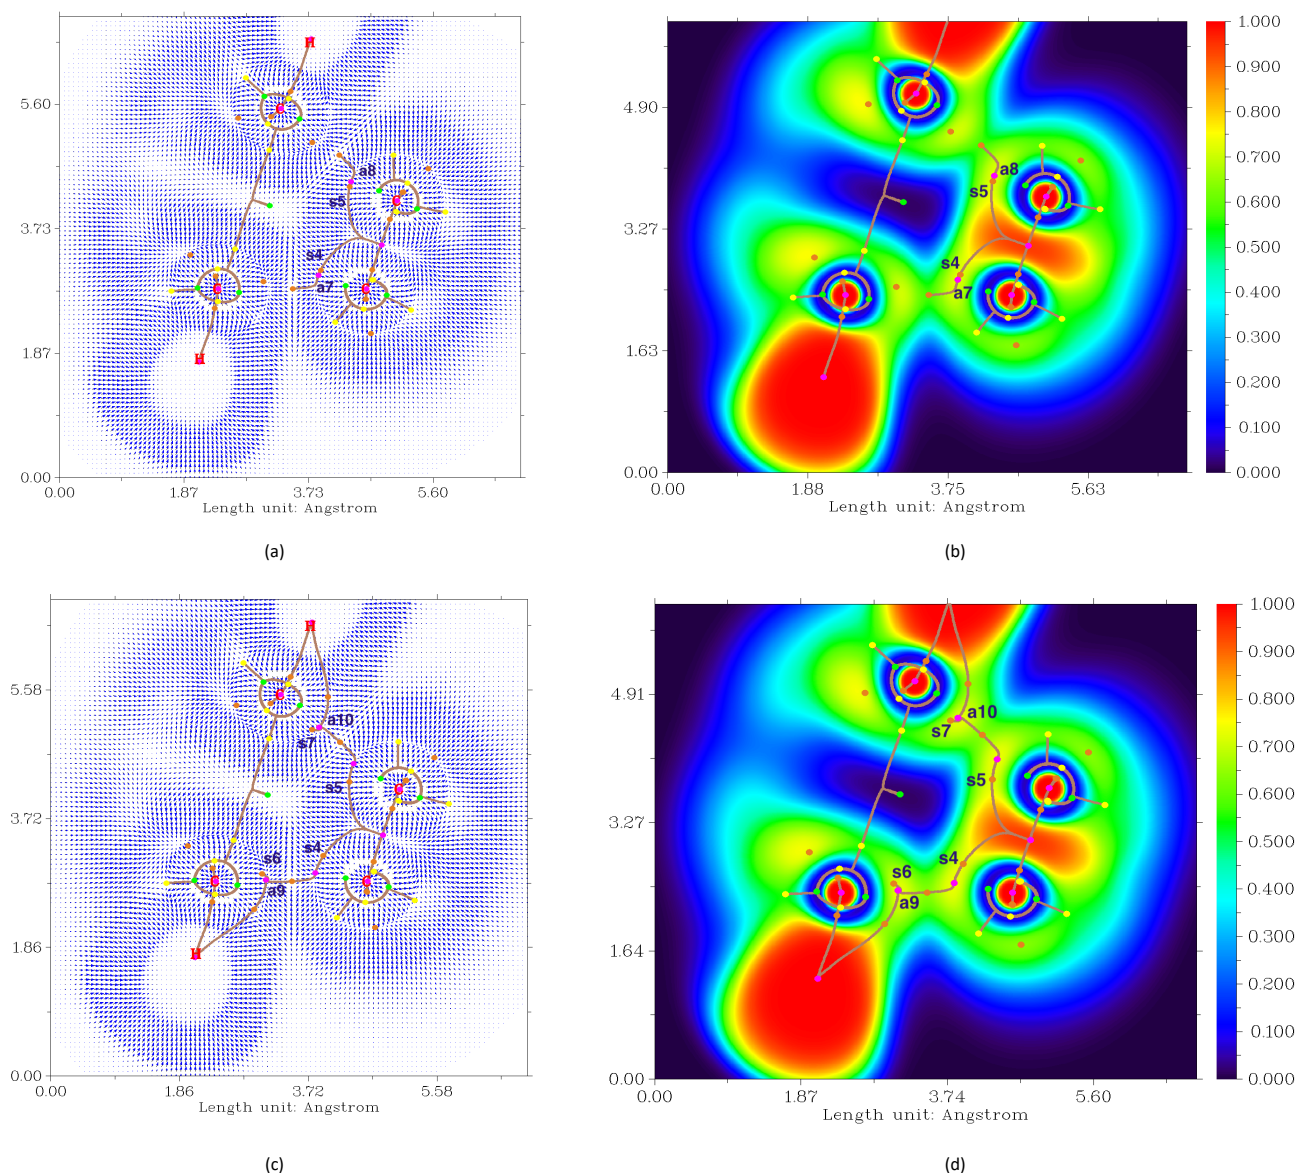 H
5.60
C
a8
C
s5
3.73
s4
C
a7
C
H
1.87
0.00
0.00 1.87 3.73 5.60
Length unit: Angstrom
(a)
4.90
a8
s5
3.27
s4
a7
1.63
0.00
0.00 1.88 3.75 5.63
Length unit: Angstrom
1.000
0.900
0.800
0.700
0.600
0.500
0.400
0.300
0.200
0.100
0.000
(b)
H
5.58
C
a10
s7
s5
C
3.72
s4
s6
C
a9
C
H
1.86
0.00
0.00 1.86 3.72 5.58
Length unit: Angstrom
(c)
4.91
a10
s7
s5
3.27
s4
s6
a9
1.64
0.00
0.00 1.87 3.74 5.60
Length unit: Angstrom
1.000
0.900
0.800
0.700
0.600
0.500
0.400
0.300
0.200
0.100
0.000
(d)